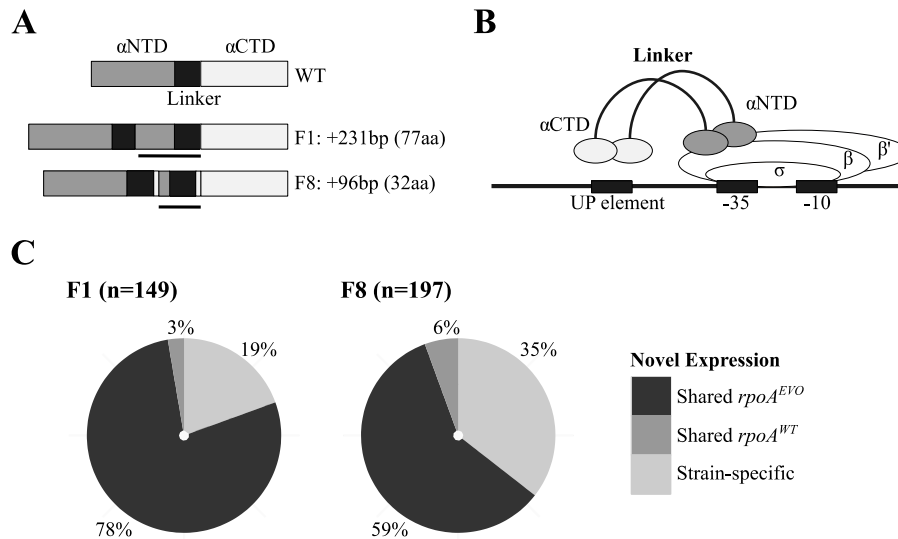 A
αNTD αCTD
WT
Linker
F1: +231bp (77aa)
F8: +96bp (32aa)
B
Linker
αNTD
αCTD
β'
β
σ
UP element -35 -10
C
F1 (n=149) F8 (n=197)
3% 19% 78%
6% 35% 59%
Novel Expression
Shared rpoA^EVO
Shared rpoA^WT
Strain-specific